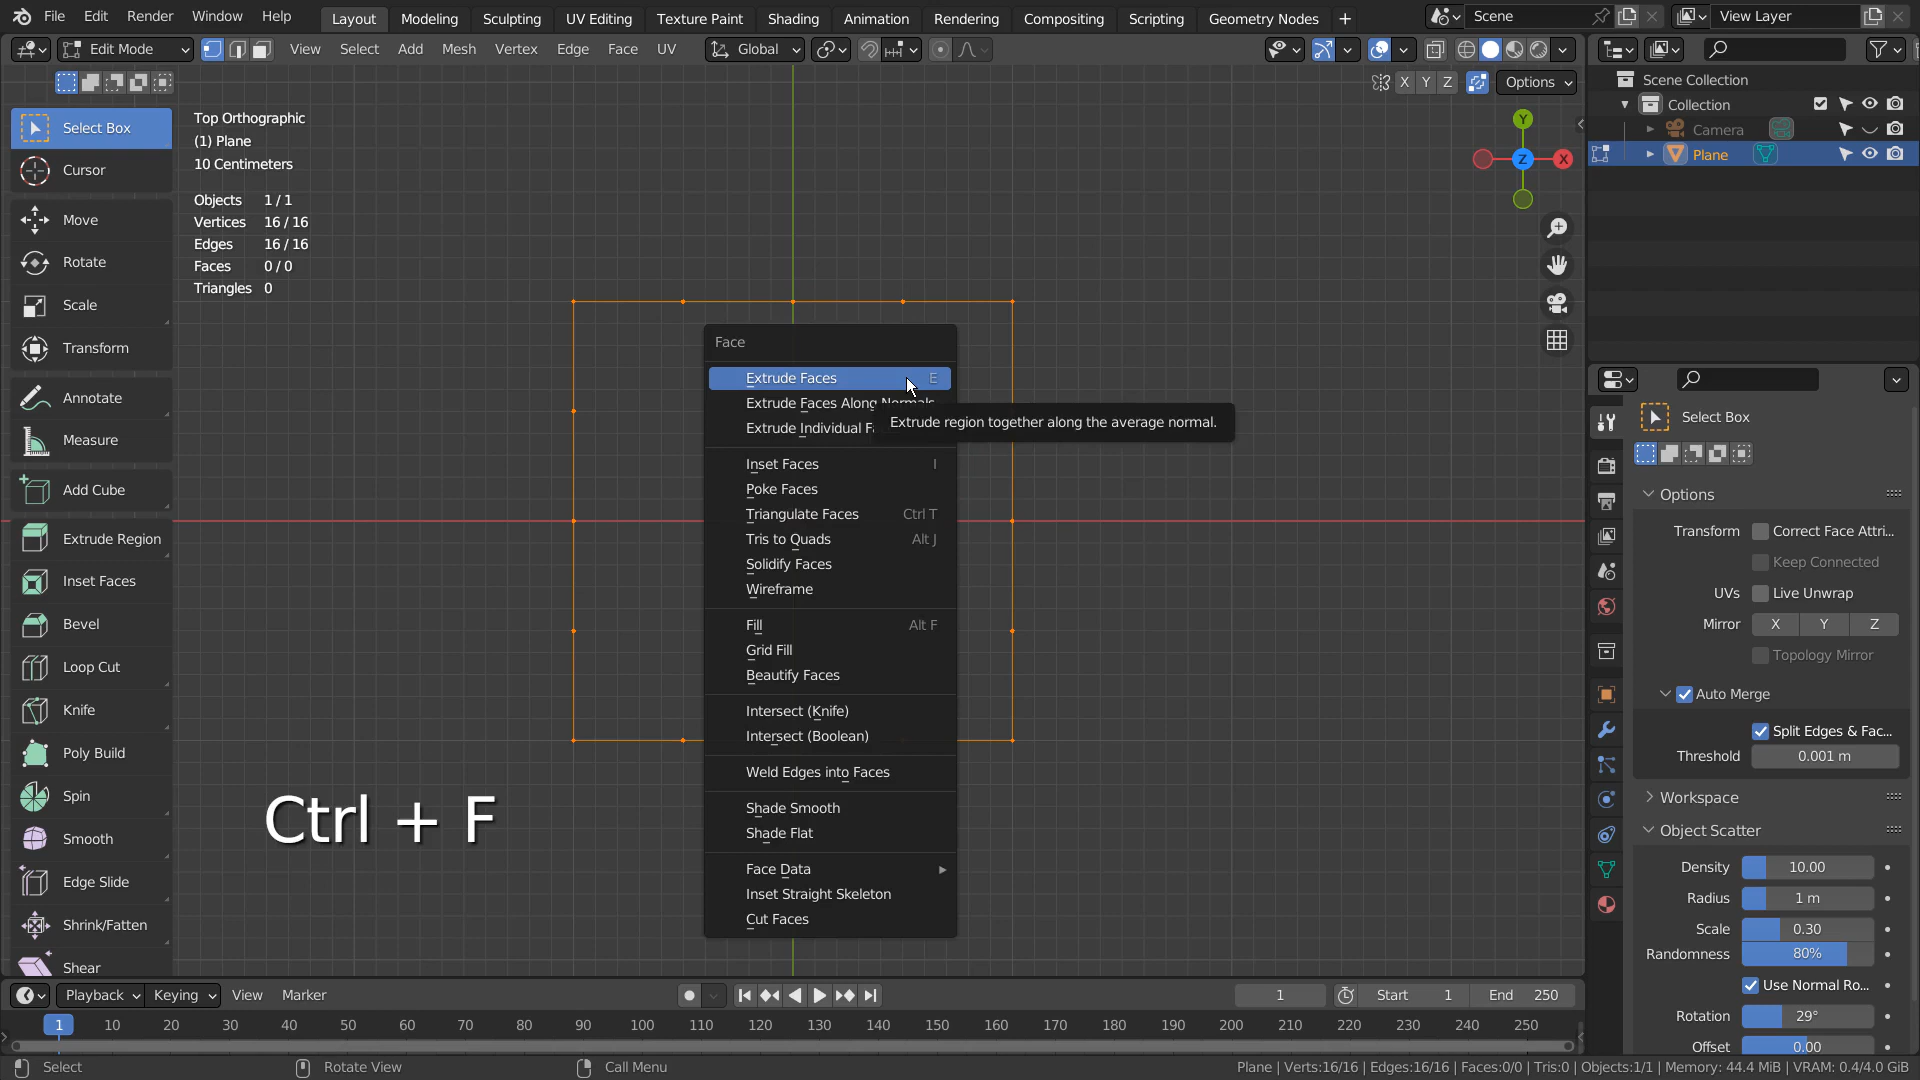 File Edit Render Window Help Layout Modeling Sculpting UV Editing Texture Paint Shading Animation Rendering Compositing Scripting Geometry Nodes + Scene View Layer
Edit Mode View Select Add Mesh Vertex Edge Face UV Global
X Y Z Options
Select Box
Cursor
Move
Rotate
Scale
Transform
Annotate
Measure
Add Cube
Extrude Region
Inset Faces
Bevel
Loop Cut
Knife
Poly Build
Spin
Smooth
Edge Slide
Shrink/Fatten
Shear
Top Orthographic
(1) Plane
10 Centimeters
Objects 1 / 1
Vertices 16 / 16
Edges 16 / 16
Faces 0 / 0
Triangles 0
Y
Z X
Face
Extrude Faces E
Extrude Faces Along Normals
Extrude Individual Fa
Extrude region together along the average normal.
Inset Faces I
Poke Faces
Triangulate Faces Ctrl T
Tris to Quads Alt J
Solidify Faces
Wireframe
Fill Alt F
Grid Fill
Beautify Faces
Intersect (Knife)
Intersect (Boolean)
Weld Edges into Faces
Shade Smooth
Shade Flat
Face Data
Inset Straight Skeleton
Cut Faces
Ctrl + F
Scene Collection
Collection
Camera
Plane
Select Box
Options
Transform Correct Face Attri...
Keep Connected
UVs Live Unwrap
Mirror X Y Z
Topology Mirror
Auto Merge
Split Edges & Fac...
Threshold 0.001 m
Workspace
Object Scatter
Density 10.00
Radius 1 m
Scale 0.30
Randomness 80%
Use Normal Ro...
Rotation 29°
Offset 0.00
Playback Keying View Marker 1 Start 1 End 250
1 10 20 30 40 50 60 70 80 90 100 110 120 130 140 150 160 170 180 190 200 210 220 230 240 250
Select Rotate View Call Menu Plane | Verts:16/16 | Edges:16/16 | Faces:0/0 | Tris:0 | Objects:1/1 | Memory: 44.4 MiB | VRAM: 0.4/4.0 GiB